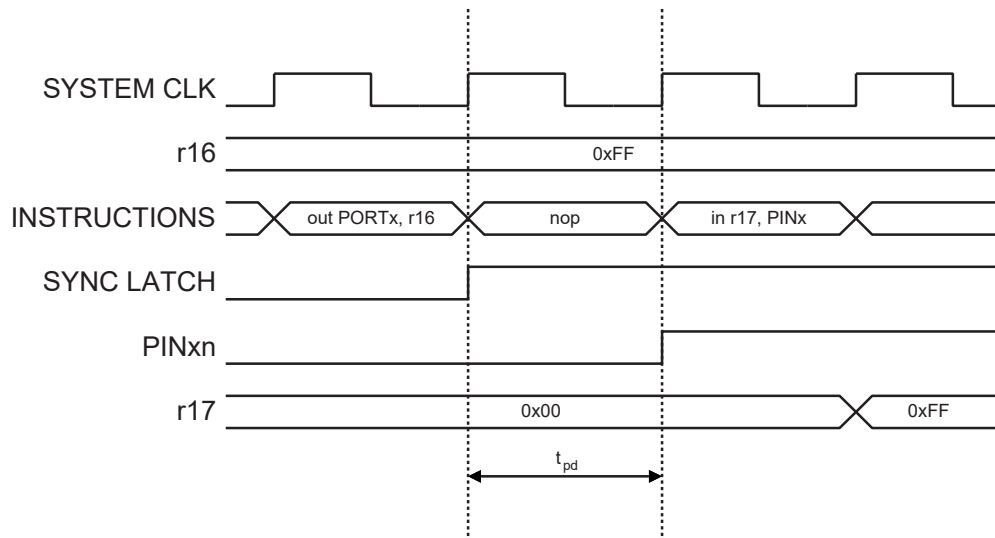 SYSTEM CLK
r16
0xFF
INSTRUCTIONS
out PORTx, r16
nop
in r17, PINx
SYNC LATCH
PINxn
r17
0x00
0xFF
tpd